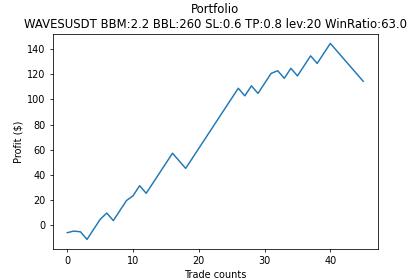 Portfolio
WAVESUSDT BBM:2.2 BBL:260 SL:0.6 TP:0.8 lev:20 WinRatio:63.0
140
120
100
80
60
40
20
0
Profit ($)
0 10 20 30 40
Trade counts